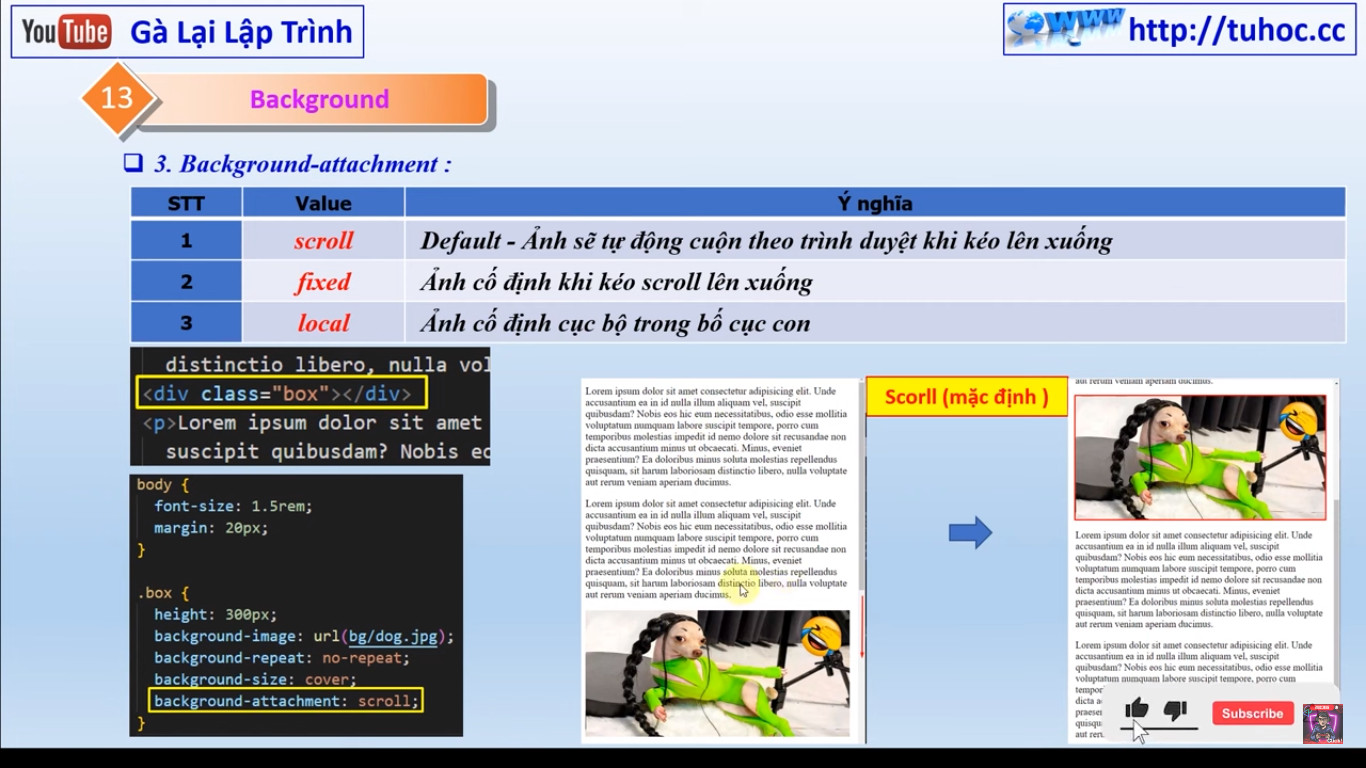 YouTube Gà Lại Lập Trình
www http://tuhoc.cc
13 Background
3. Background-attachment :
STT Value Ý nghĩa
1 scroll Default - Ảnh sẽ tự động cuộn theo trình duyệt khi kéo lên xuống
2 fixed Ảnh cố định khi kéo scroll lên xuống
3 local Ảnh cố định cục bộ trong bố cục con
distinctio libero, nulla vol
<div class="box"></div>
<p>Lorem ipsum dolor sit amet
suscipit quibusdam? Nobis eo
body {
font-size: 1.5rem;
margin: 20px;
}
.box {
height: 300px;
background-image: url(bg/dog.jpg);
background-repeat: no-repeat;
background-size: cover;
background-attachment: scroll;
}
Lorem ipsum dolor sit amet consectetur adipisicing elit. Unde
accusantium ea in id nulla illum aliquam vel, suscipit
quibusdam? Nobis eos hic eum necessitatibus, odio esse mollitia
voluptatum numquam labore suscipit tempore, porro cum
temporibus molestias impedit id nemo dolore sit recusandae non
dicta accusantium minus ut obcaecati. Minus, eveniet
praesentium? Ea doloribus minus soluta molestias repellendus
quisquam, sit harum laboriosam distinctio libero, nulla voluptate
aut rerum veniam aperiam ducimus.
Lorem ipsum dolor sit amet consectetur adipisicing elit. Unde
accusantium ea in id nulla illum aliquam vel, suscipit
quibusdam? Nobis eos hic eum necessitatibus, odio esse mollitia
voluptatum numquam labore suscipit tempore, porro cum
temporibus molestias impedit id nemo dolore sit recusandae non
dicta accusantium minus ut obcaecati. Minus, eveniet
praesentium? Ea doloribus minus soluta molestias repellendus
quisquam, sit harum laboriosam distinctio libero, nulla voluptate
aut rerum veniam aperiam ducimus.
Scorll (mặc định )
aut rerum veniam aperiam ducimus.
Lorem ipsum dolor sit amet consectetur adipisicing elit. Unde
accusantium ea in id nulla illum aliquam vel, suscipit
quibusdam? Nobis eos hic eum necessitatibus, odio esse mollitia
voluptatum numquam labore suscipit tempore, porro cum
temporibus molestias impedit id nemo dolore sit recusandae non
dicta accusantium minus ut obcaecati. Minus, eveniet
praesentium? Ea doloribus minus soluta molestias repellendus
quisquam, sit harum laboriosam distinctio libero, nulla voluptate
aut rerum veniam aperiam ducimus.
Lorem ipsum dolor sit amet consectetur adipisicing elit. Unde
accusantium ea in id nulla illum aliquam vel, suscipit
quibusdam? Nobis eos hic eum necessitatibus, odio esse mollitia
voluptatum numquam labore suscipit tempore, porro cum
tempor
dicta ac
praesen
quisqu
aut rer
Subscribe